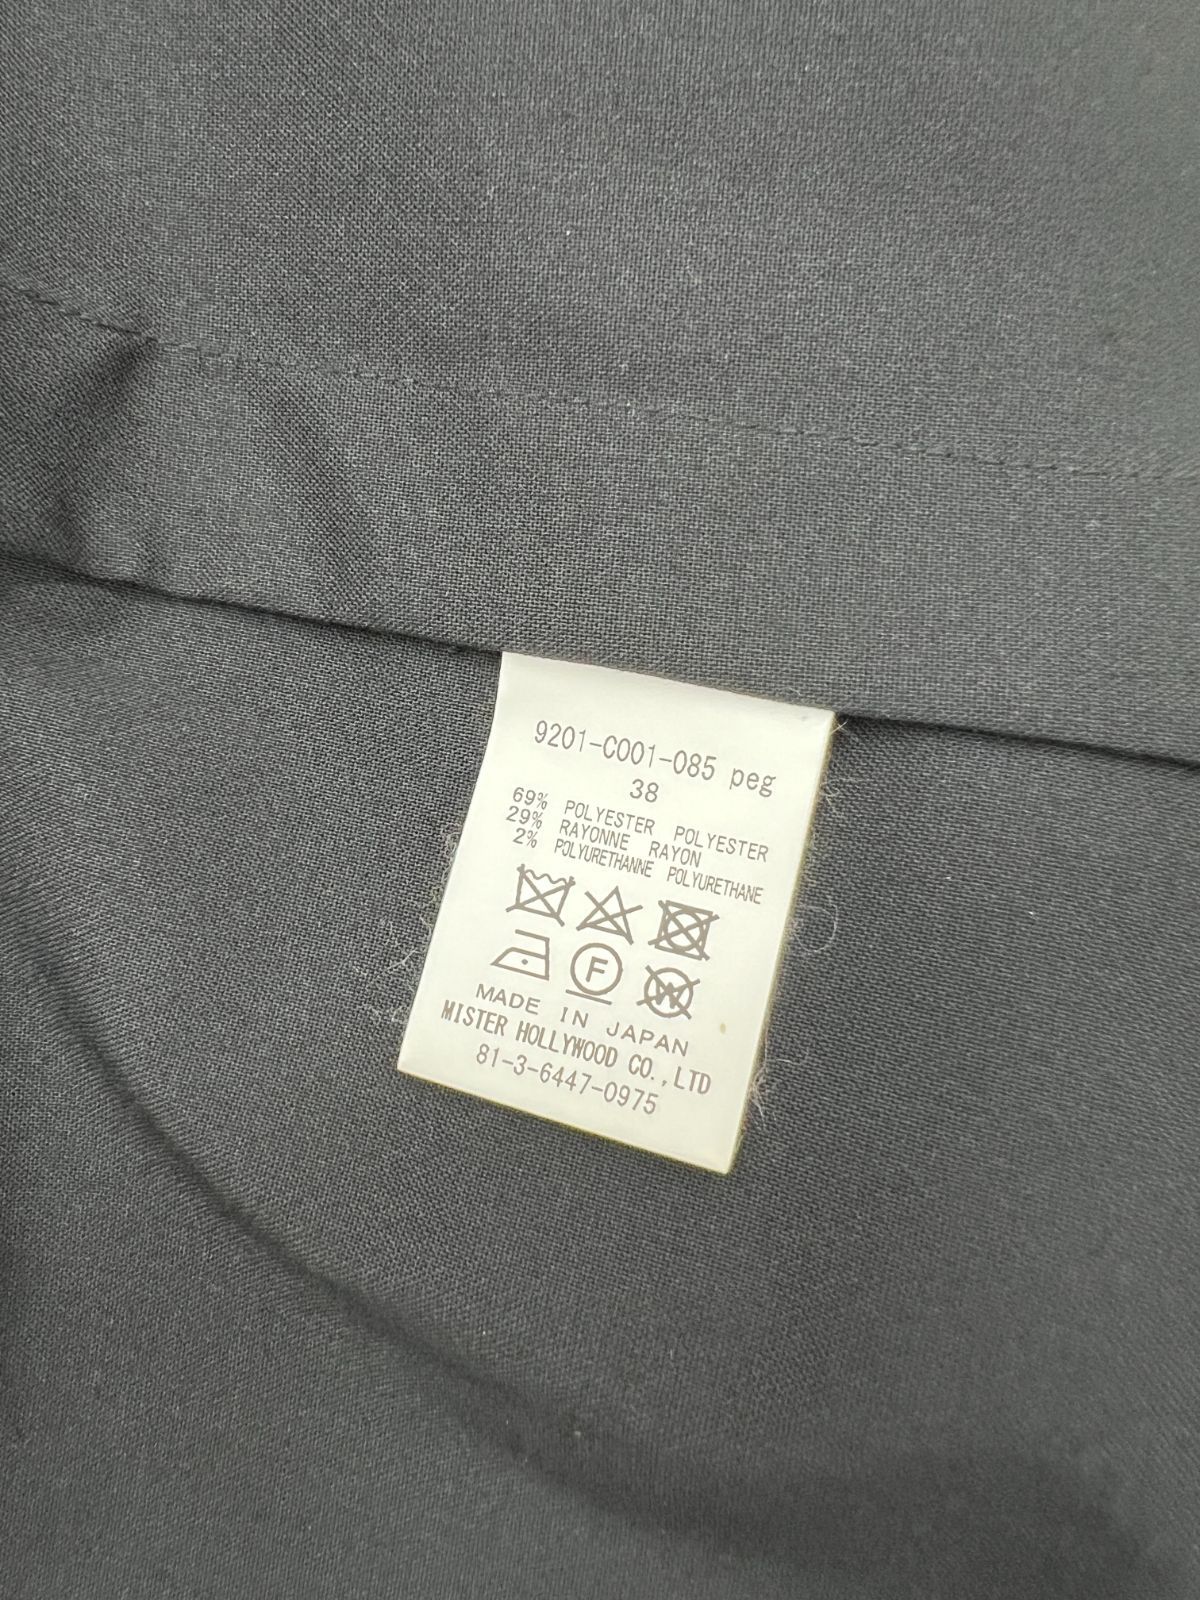 9201-C001-085 peg
38
69% POLYESTER POLYESTER
29% RAYONNE RAYON
2% POLYURETHANNE POLYURETHANE
F
W
MADE IN JAPAN
MISTER HOLLYWOOD CO.,LTD
81-3-6447-0975